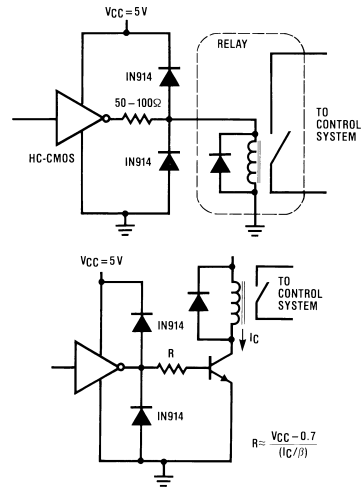 VCC=5V
RELAY
IN914
50–100Ω
HC-CMOS
IN914
TO
CONTROL
SYSTEM
VCC=5V
TO
CONTROL
SYSTEM
IC
IN914
R
IN914
R≈ VCC–0.7
(IC/β)